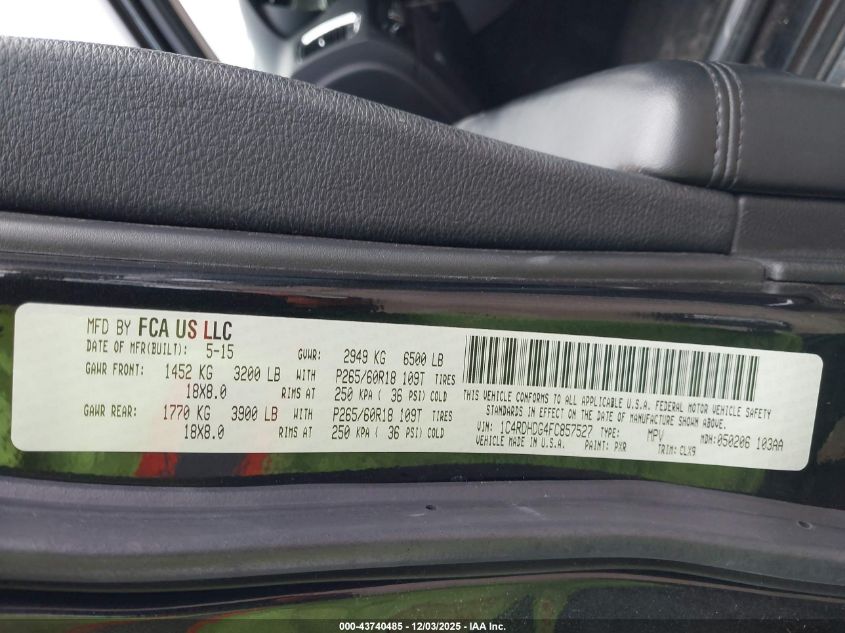 MFD BY FCA US LLC
DATE OF MFR(BUILT): 5-15 GVWR: 2949 KG 6500 LB
GAWR FRONT: 1452 KG 3200 LB WITH P265/60R18 109T TIRES
18X8.0 RIMS AT 250 KPA ( 36 PSI) COLD
GAWR REAR: 1770 KG 3900 LB WITH P265/60R18 109T TIRES
18X8.0 RIMS AT 250 KPA ( 36 PSI) COLD
THIS VEHICLE CONFORMS TO ALL APPLICABLE U.S.A. FEDERAL MOTOR VEHICLE SAFETY
STANDARDS IN EFFECT ON THE DATE OF MANUFACTURE SHOWN ABOVE.
VIN: 1C4RDHDG4FC857527 TYPE: MPV MDH: 050206 103AA
VEHICLE MADE IN U.S.A. PAINT: PXR TRIM: CLX9
000-43740485 - 12/03/2025 - IAA Inc.